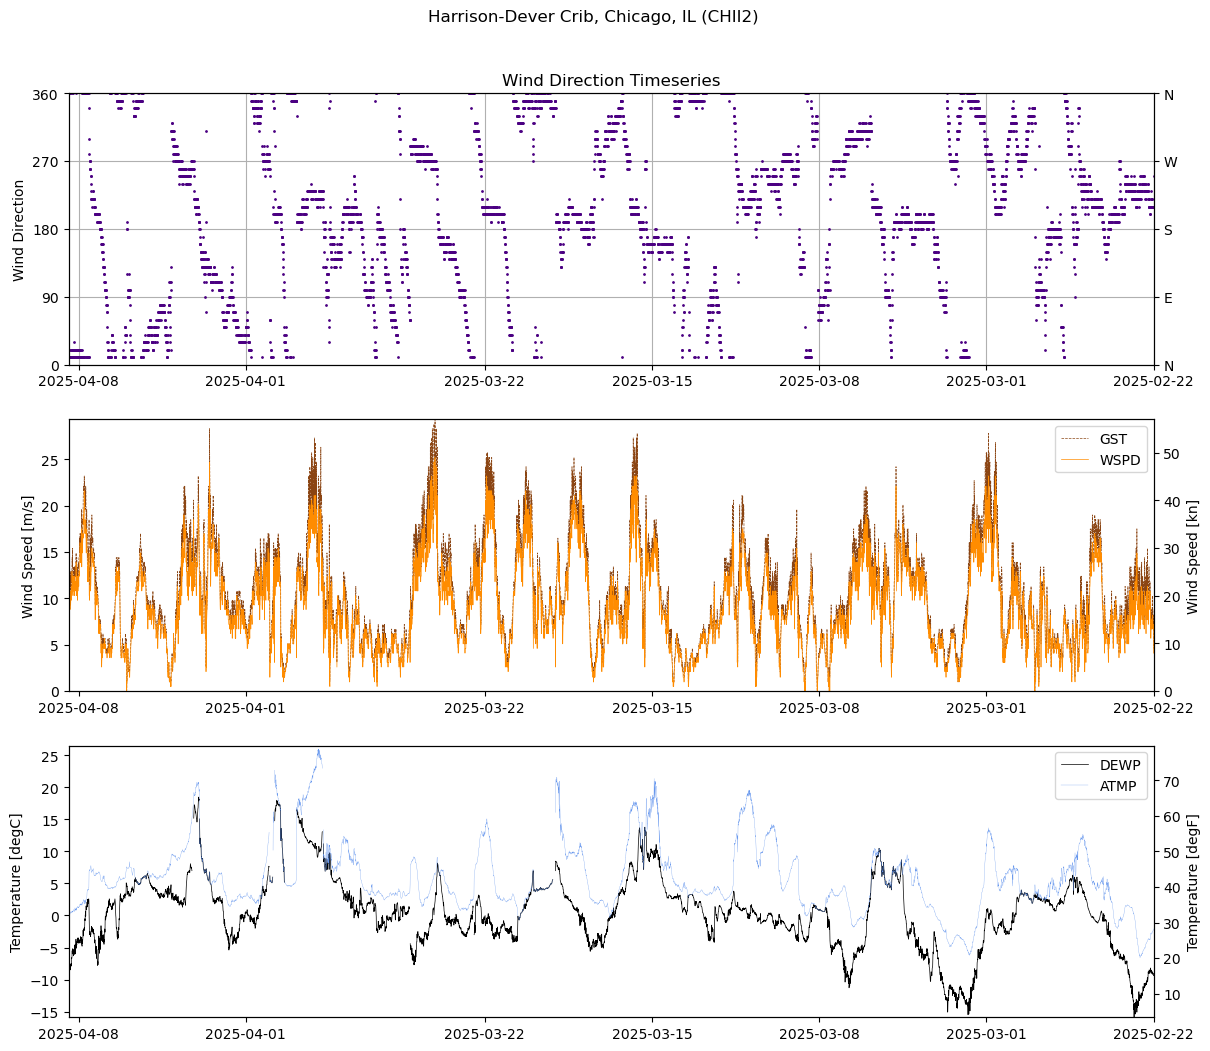 Harrison-Dever Crib, Chicago, IL (CHII2)
Wind Direction Timeseries
Wind Direction
360
270
180
90
0
N
W
S
E
N
2025-04-08 2025-04-01 2025-03-22 2025-03-15 2025-03-08 2025-03-01 2025-02-22
Wind Speed [m/s]
25
20
15
10
5
0
GST
WSPD
50
40
30
20
10
0
Wind Speed [kn]
2025-04-08 2025-04-01 2025-03-22 2025-03-15 2025-03-08 2025-03-01 2025-02-22
Temperature [degC]
25
20
15
10
5
0
−5
−10
−15
DEWP
ATMP
70
60
50
40
30
20
10
Temperature [degF]
2025-04-08 2025-04-01 2025-03-22 2025-03-15 2025-03-08 2025-03-01 2025-02-22